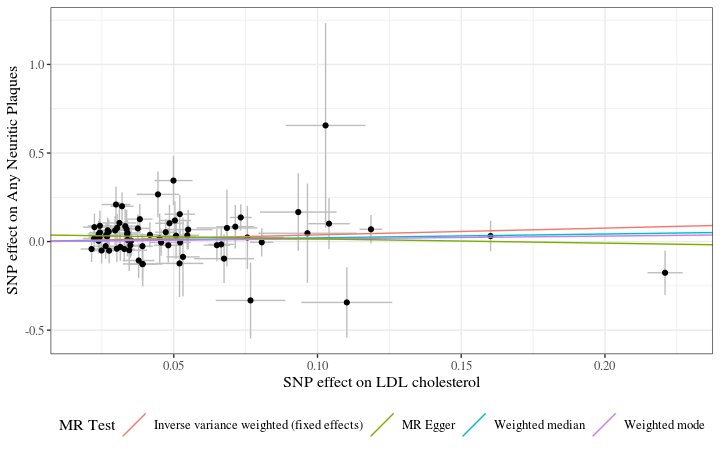 SNP effect on Any Neuritic Plaques
1.0
0.5
0.0
-0.5
0.05
0.10
0.15
0.20
SNP effect on LDL cholesterol
MR Test
Inverse variance weighted (fixed effects)
MR Egger
Weighted median
Weighted mode